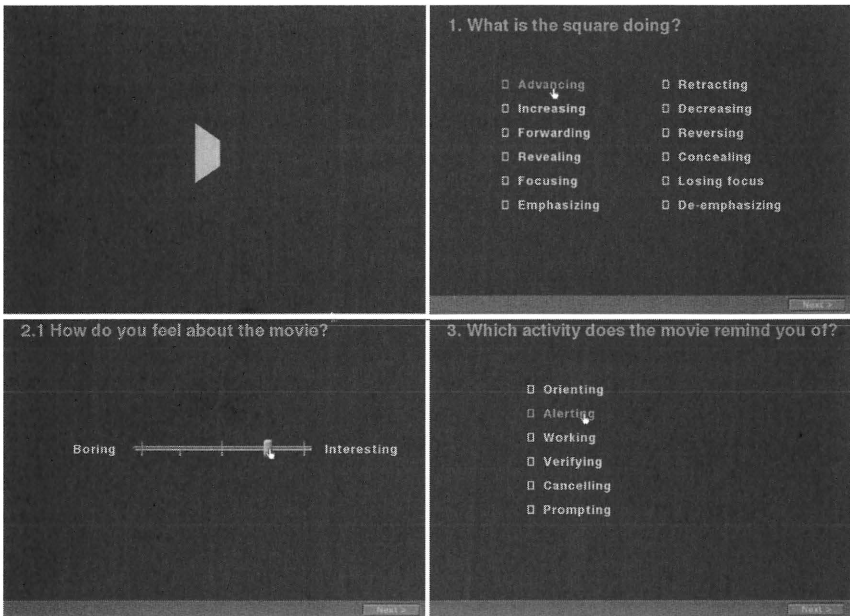 1. What is the square doing?
Advancing
Retracting
Increasing
Decreasing
Forwarding
Reversing
Revealing
Concealing
Focusing
Losing focus
Emphasizing
De-emphasizing
Next >
2.1 How do you feel about the movie?
Boring
Interesting
Next >
3. Which activity does the movie remind you of?
Orienting
Alerting
Working
Verifying
Cancelling
Prompting
Next >